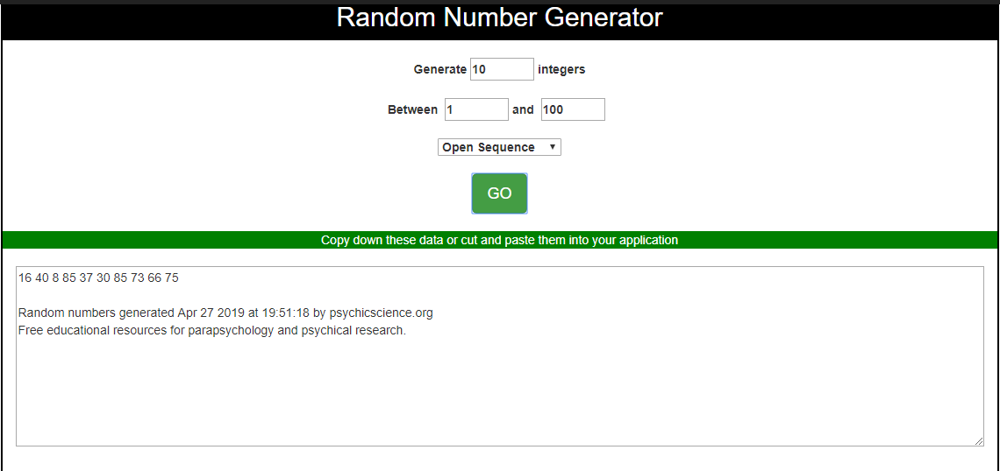 Random Number Generator
Generate 10 integers
Between 1 and 100
Open Sequence
GO
Copy down these data or cut and paste them into your application
16 40 8 85 37 30 85 73 66 75
Random numbers generated Apr 27 2019 at 19:51:18 by psychicscience.org
Free educational resources for parapsychology and psychical research.